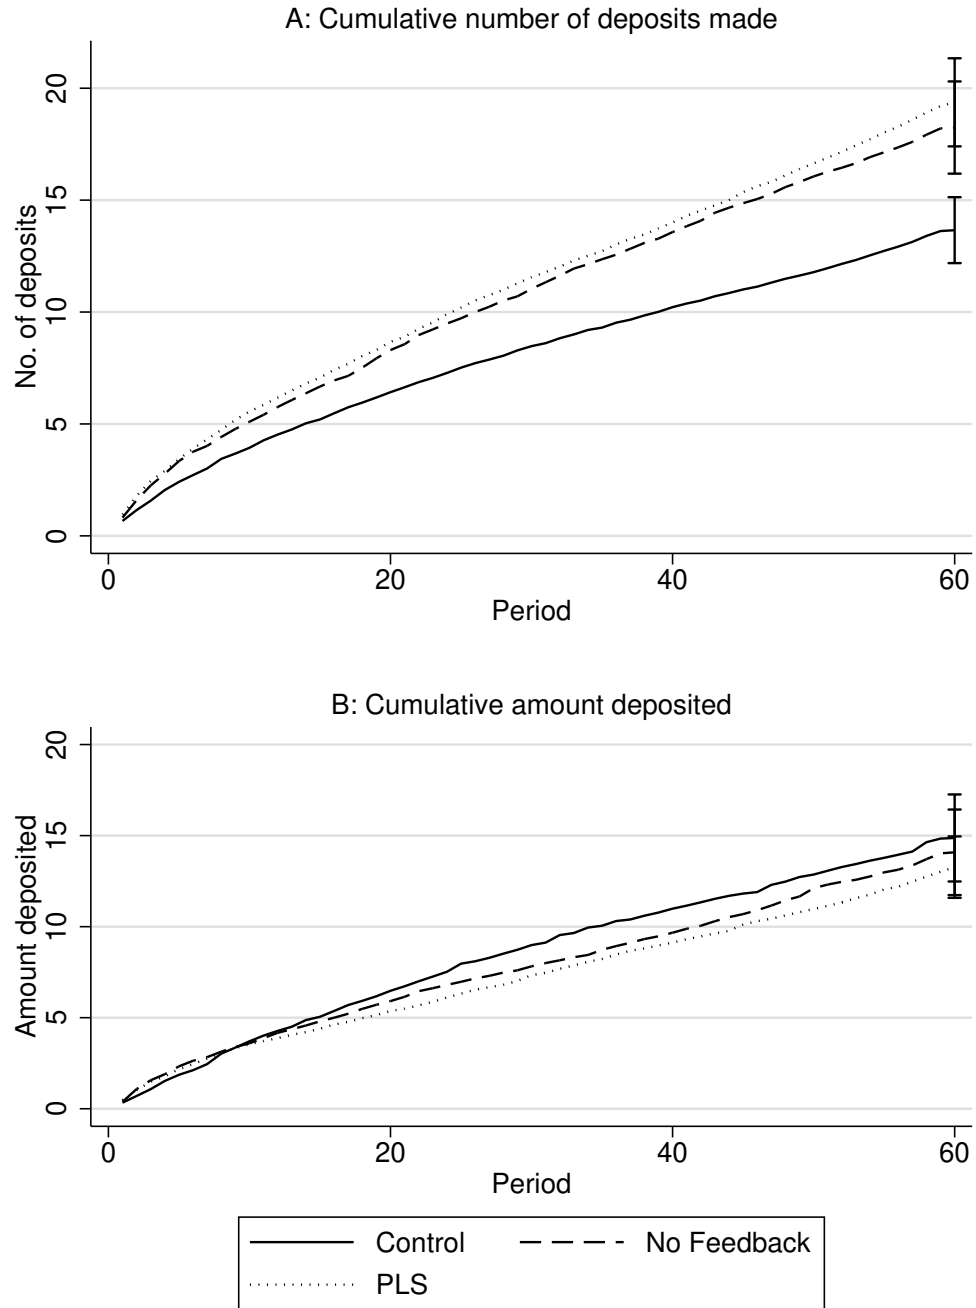 A: Cumulative number of deposits made
20
15
10
5
0
No. of deposits
0 20 40 60
Period
B: Cumulative amount deposited
20
15
10
5
0
Amount deposited
0 20 40 60
Period
Control No Feedback
PLS